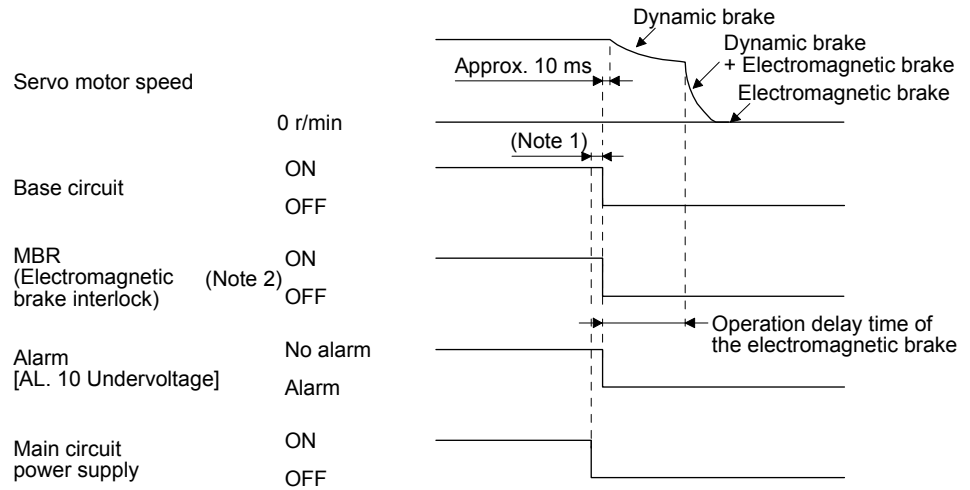 Dynamic brake
Dynamic brake
+ Electromagnetic brake
Electromagnetic brake
Approx. 10 ms
Servo motor speed
0 r/min
(Note 1)
ON
Base circuit
OFF
MBR
(Electromagnetic
brake interlock)
(Note 2)
ON
OFF
Operation delay time of
the electromagnetic brake
Alarm
[AL. 10 Undervoltage]
No alarm
Alarm
Main circuit
power supply
ON
OFF